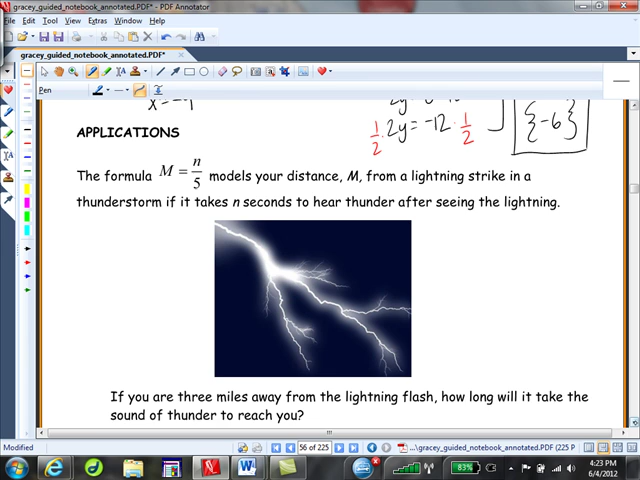 gracey_guided_notebook_annotated.PDF* - PDF Annotator
File Edit Tool View Extras Window Help
gracey_guided_notebook_annotated.PDF*
Pen
1/2 · 2y = -12 · 1/2
{-6}
APPLICATIONS
The formula M = n/5 models your distance, M, from a lightning strike in a
thunderstorm if it takes n seconds to hear thunder after seeing the lightning.
If you are three miles away from the lightning flash, how long will it take the
sound of thunder to reach you?
Modified
56 of 225
gracey_guided_notebook_annotated.PDF (225 P
83%
4:23 PM
6/4/2012